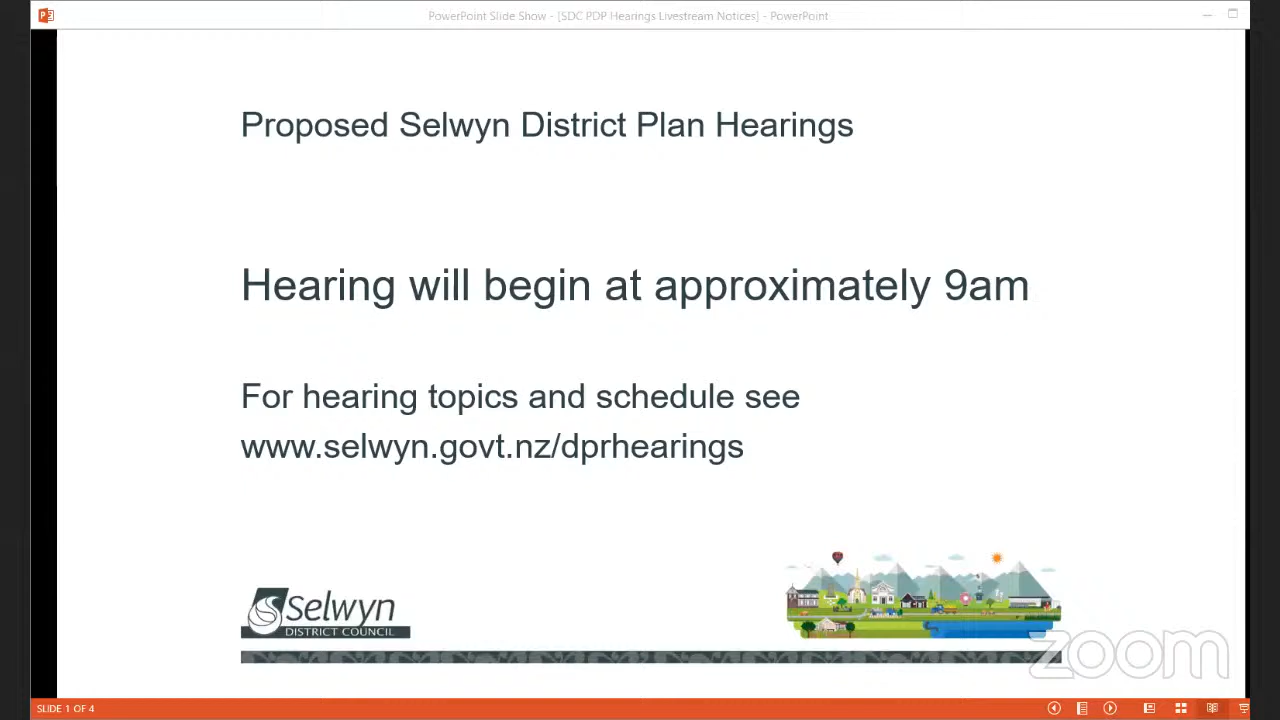 PowerPoint Slide Show - [SDC PDP Hearings Livestream Notices] - PowerPoint
Proposed Selwyn District Plan Hearings
Hearing will begin at approximately 9am
For hearing topics and schedule see
www.selwyn.govt.nz/dprhearings
Selwyn
DISTRICT COUNCIL
zoom
SLIDE 1 OF 4